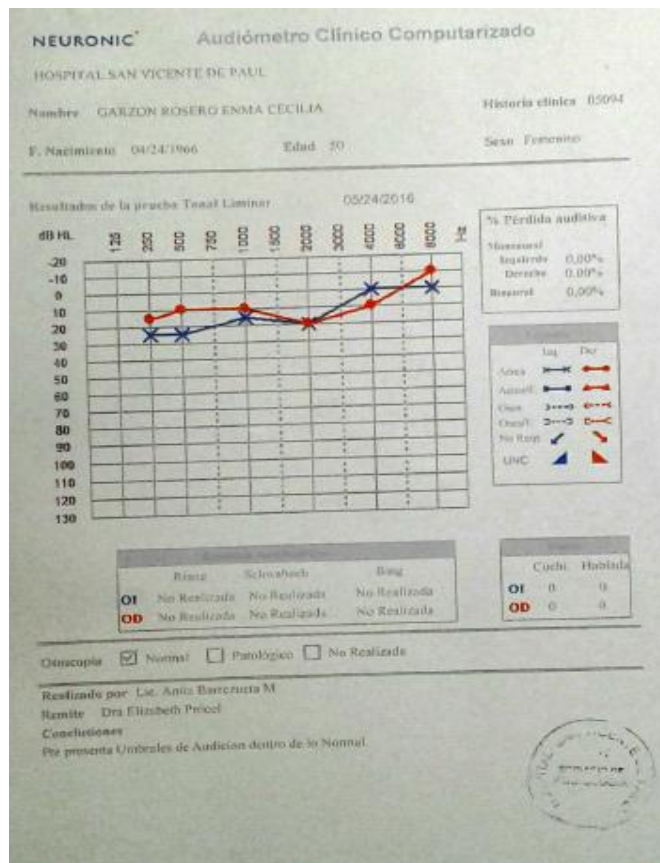 NEURONIC Audiómetro Clínico Computarizado
HOSPITAL SAN VICENTE DE PAUL
Nombre GARZON ROSERO ENMA CECILIA Historia clínica 05094
F. Nacimiento 04/24/1966 Edad 50 Sexo Femenino
Resultados de la prueba Tonal Liminar 05/24/2016
dB HL 125 250 500 750 1000 1500 2000 3000 4000 6000 8000 Hz
-20
-10
0
10
20
30
40
50
60
70
80
90
100
110
120
130
% Pérdida auditiva
Monoaural
Izquierdo 0,00%
Derecho 0,00%
Binaural 0,00%
Izq Der
Aérea
Ósea
No Resp
UNC
Rinne Schwabach Bing
OI No Realizada No Realizada No Realizada
OD No Realizada No Realizada No Realizada
Cuchi. Hablada
OI 0 0
OD 0 0
Otoscopia Normal Patológico No Realizada
Realizado por Lic. Anita Barrezueta M
Remite Dra Elizabeth
Conclusiones
Pte presenta Umbrales de Audicion dentro de lo Normal.